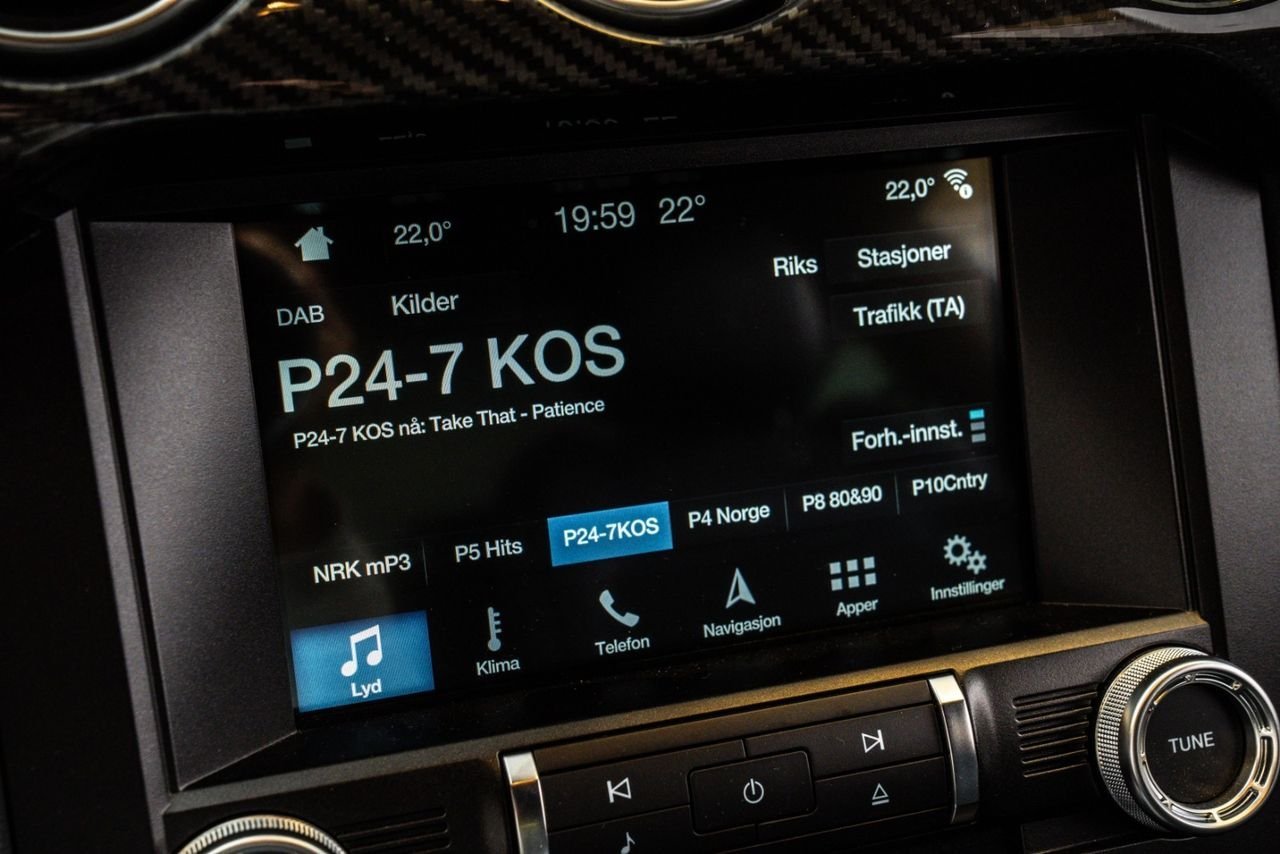 22,0° 19:59 22° 22,0°
DAB Kilder Riks Stasjoner
Trafikk (TA)
P24-7 KOS
P24-7 KOS nå: Take That - Patience
Forh.-innst.
NRK mP3 P5 Hits P24-7KOS P4 Norge P8 80&90 P10Cntry
Lyd Klima Telefon Navigasjon Apper Innstillinger
TUNE